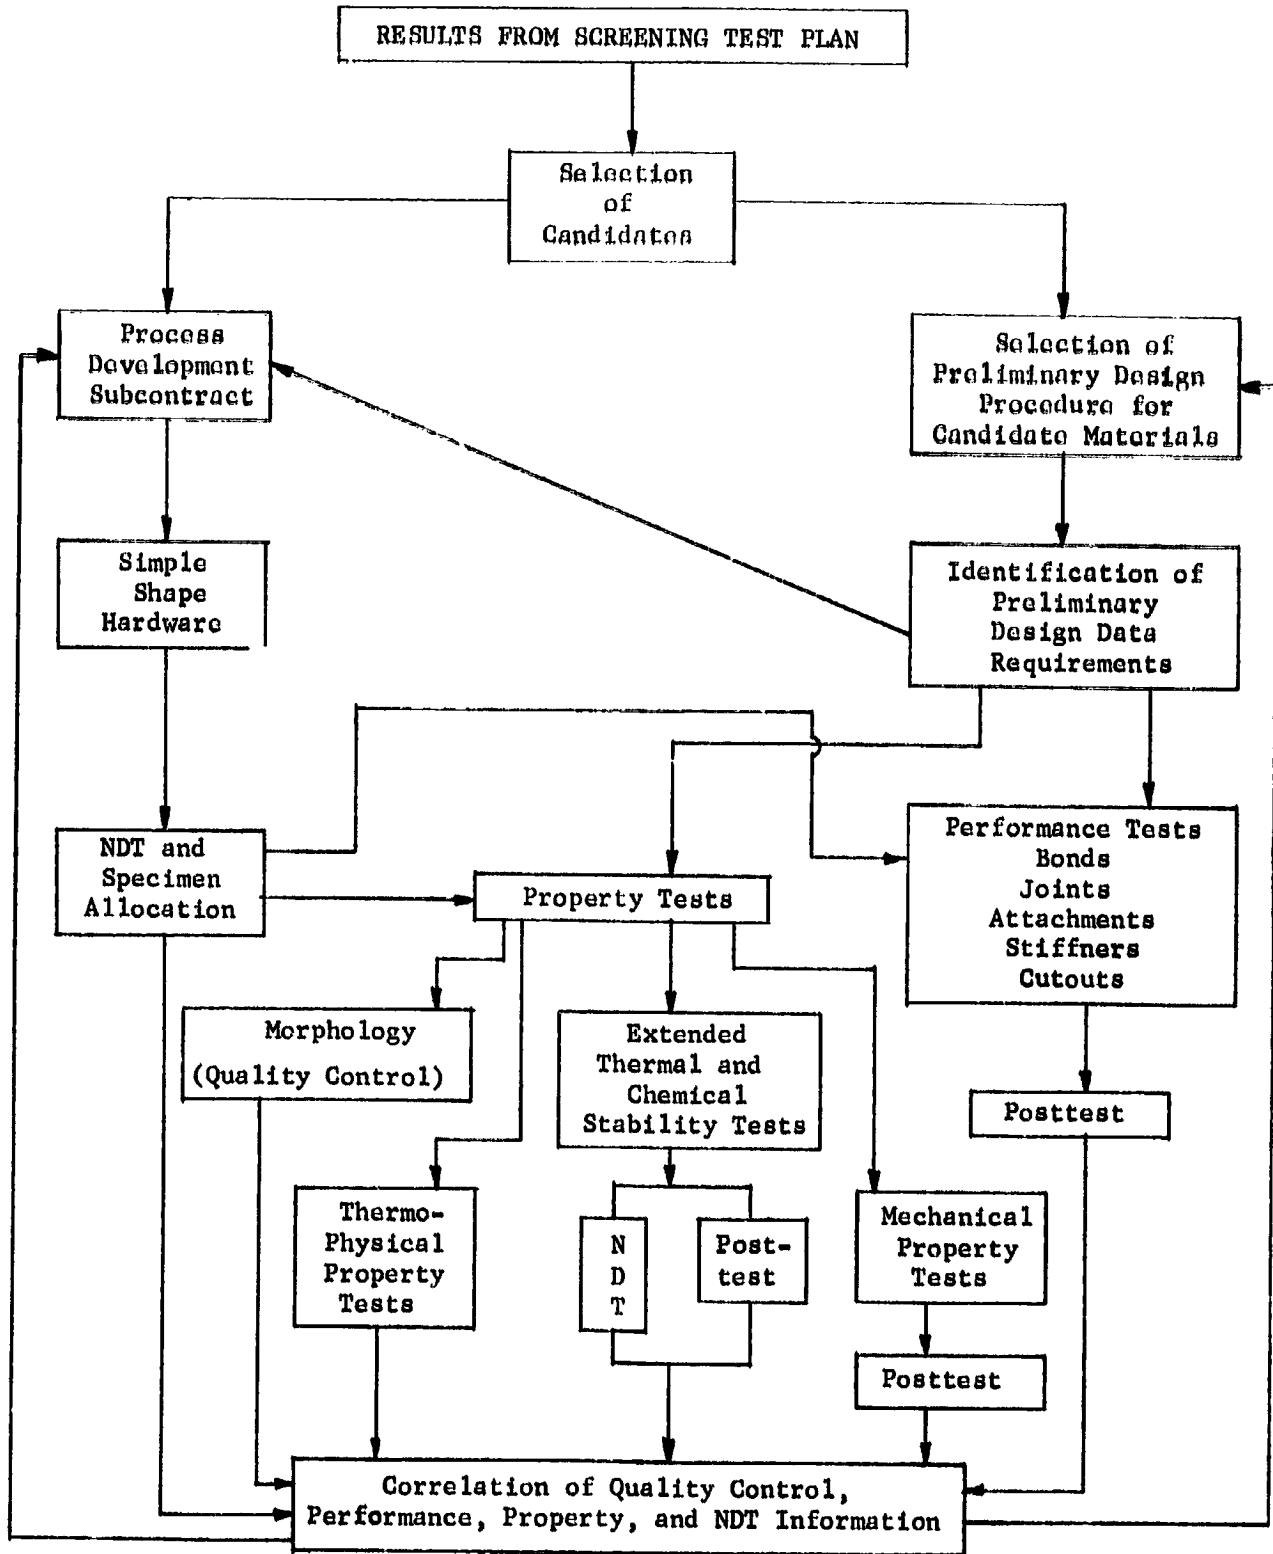 RESULTS FROM SCREENING TEST PLAN
Selection
of
Candidates
Process
Development
Subcontract
Selection of
Preliminary Design
Procedure for
Candidate Materials
Simple
Shape
Hardware
Identification of
Preliminary
Design Data
Requirements
NDT and
Specimen
Allocation
Property Tests
Performance Tests
Bonds
Joints
Attachments
Stiffners
Cutouts
Morphology
(Quality Control)
Extended
Thermal and
Chemical
Stability Tests
Posttest
Thermo-
Physical
Property
Tests
N
D
T
Post-
test
Mechanical
Property
Tests
Posttest
Correlation of Quality Control,
Performance, Property, and NDT Information